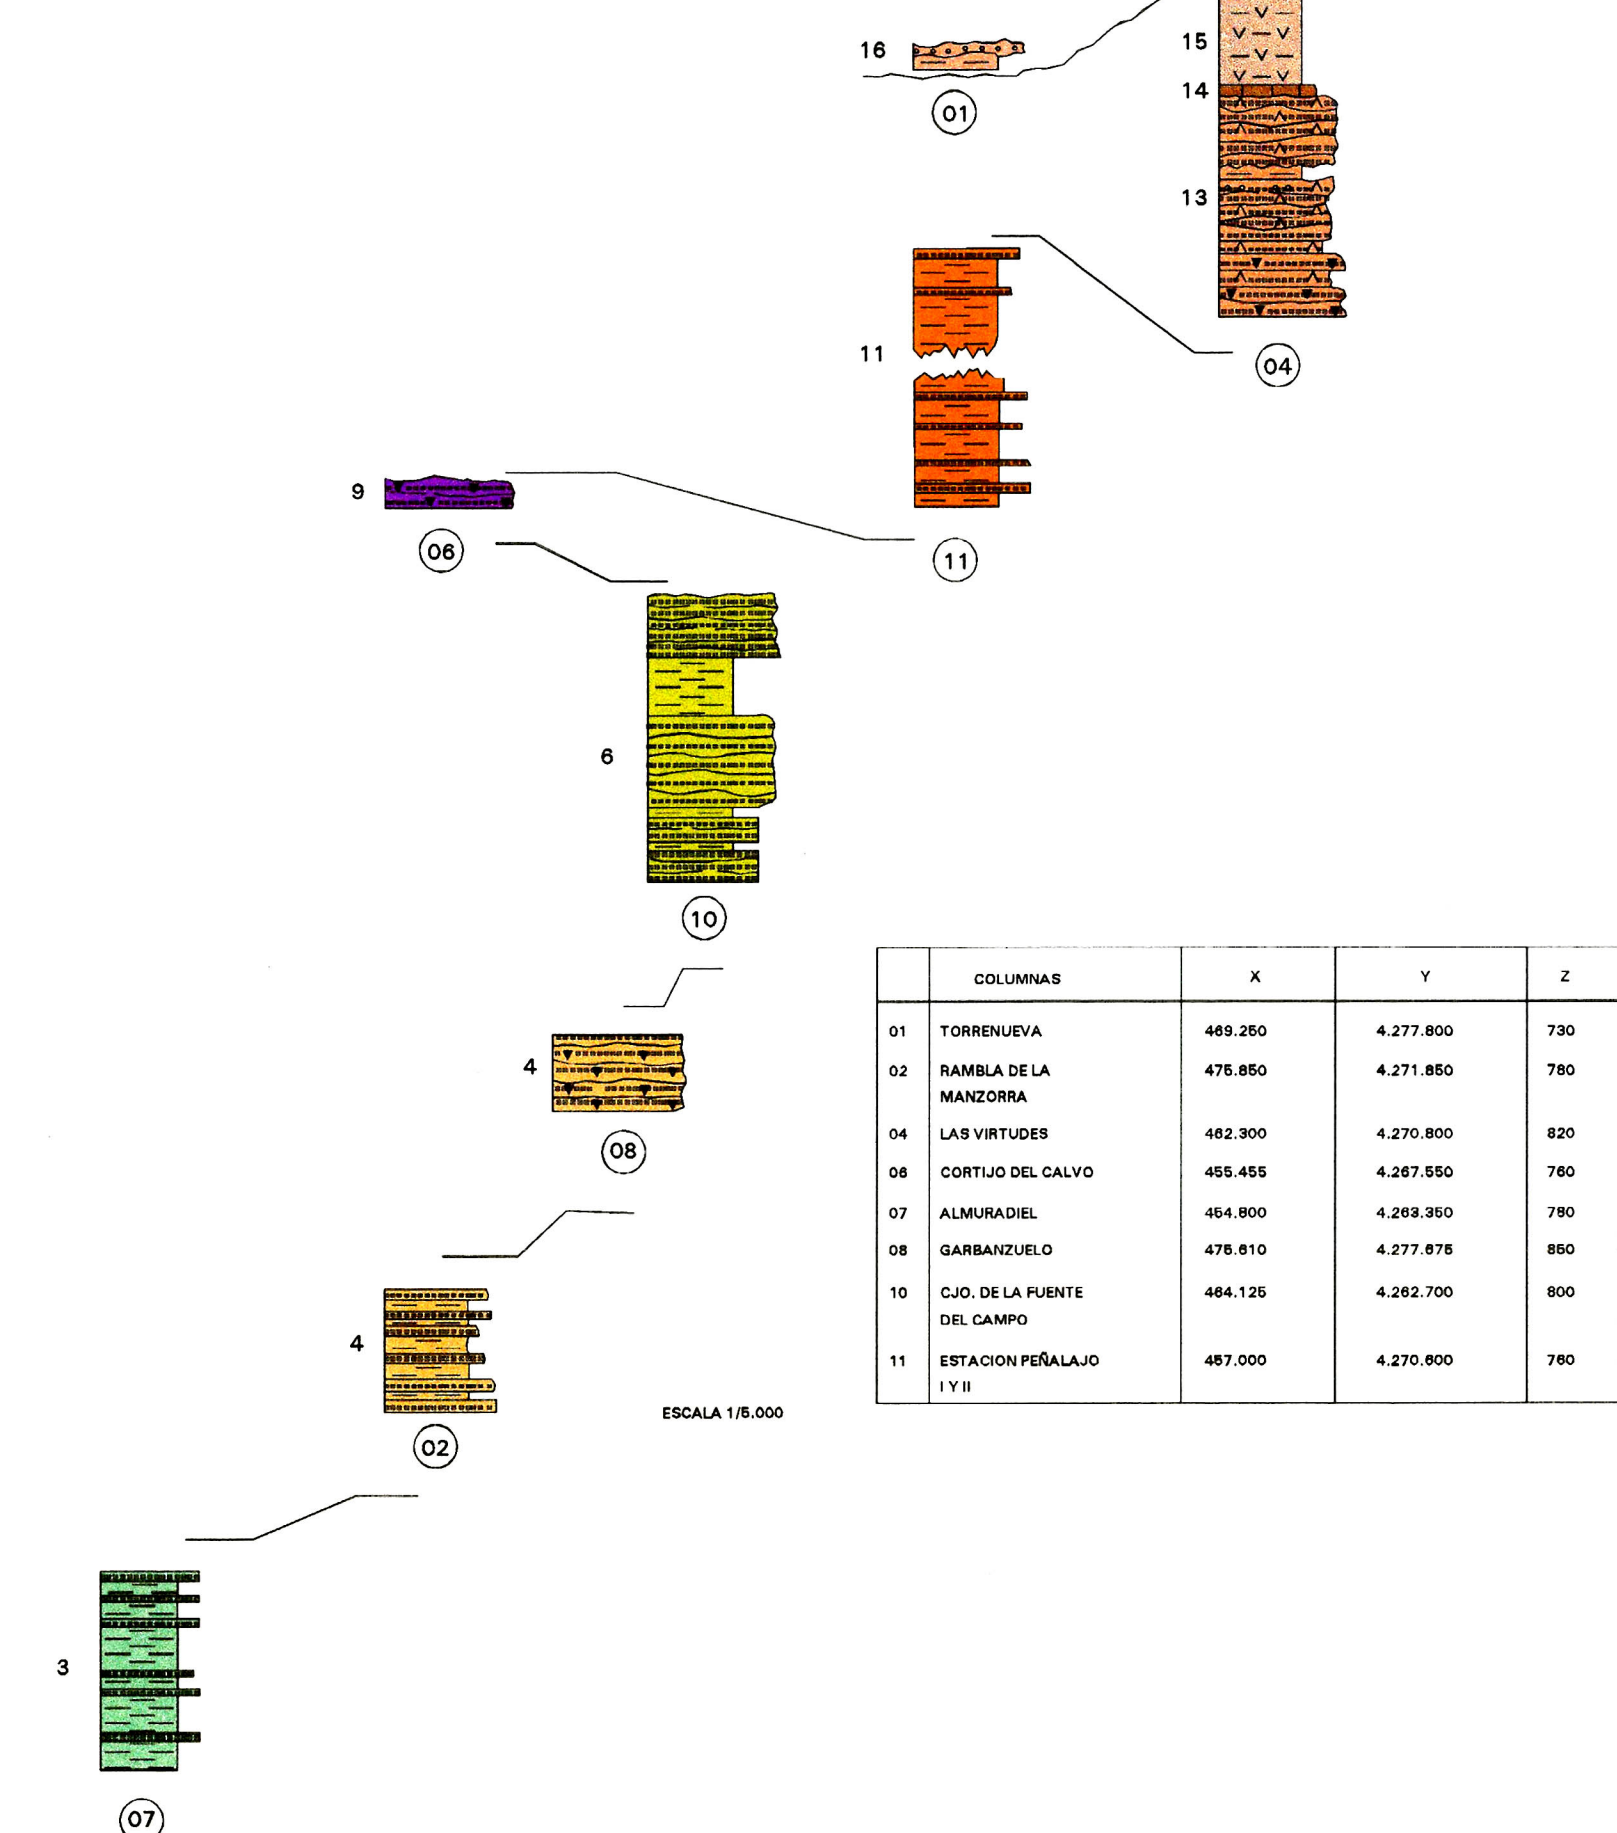 15
16
14
01
13
11
04
9
06
11
6
10
COLUMNAS X Y Z
01 TORRENUEVA 469.250 4.277.800 730
02 RAMBLA DE LA 475.850 4.271.850 780
MANZORRA
04 LAS VIRTUDES 462.300 4.270.800 820
06 CORTIJO DEL CALVO 455.455 4.267.550 760
07 ALMURADIEL 454.800 4.263.350 780
08 GARBANZUELO 475.610 4.277.675 850
10 CJO. DE LA FUENTE 464.125 4.262.700 800
DEL CAMPO
11 ESTACION PEÑALAJO 457.000 4.270.600 760
I Y II
4
08
4
ESCALA 1/5.000
02
3
07